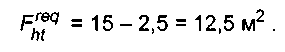 F_ht^req = 15 – 2,5 = 12,5 м² .